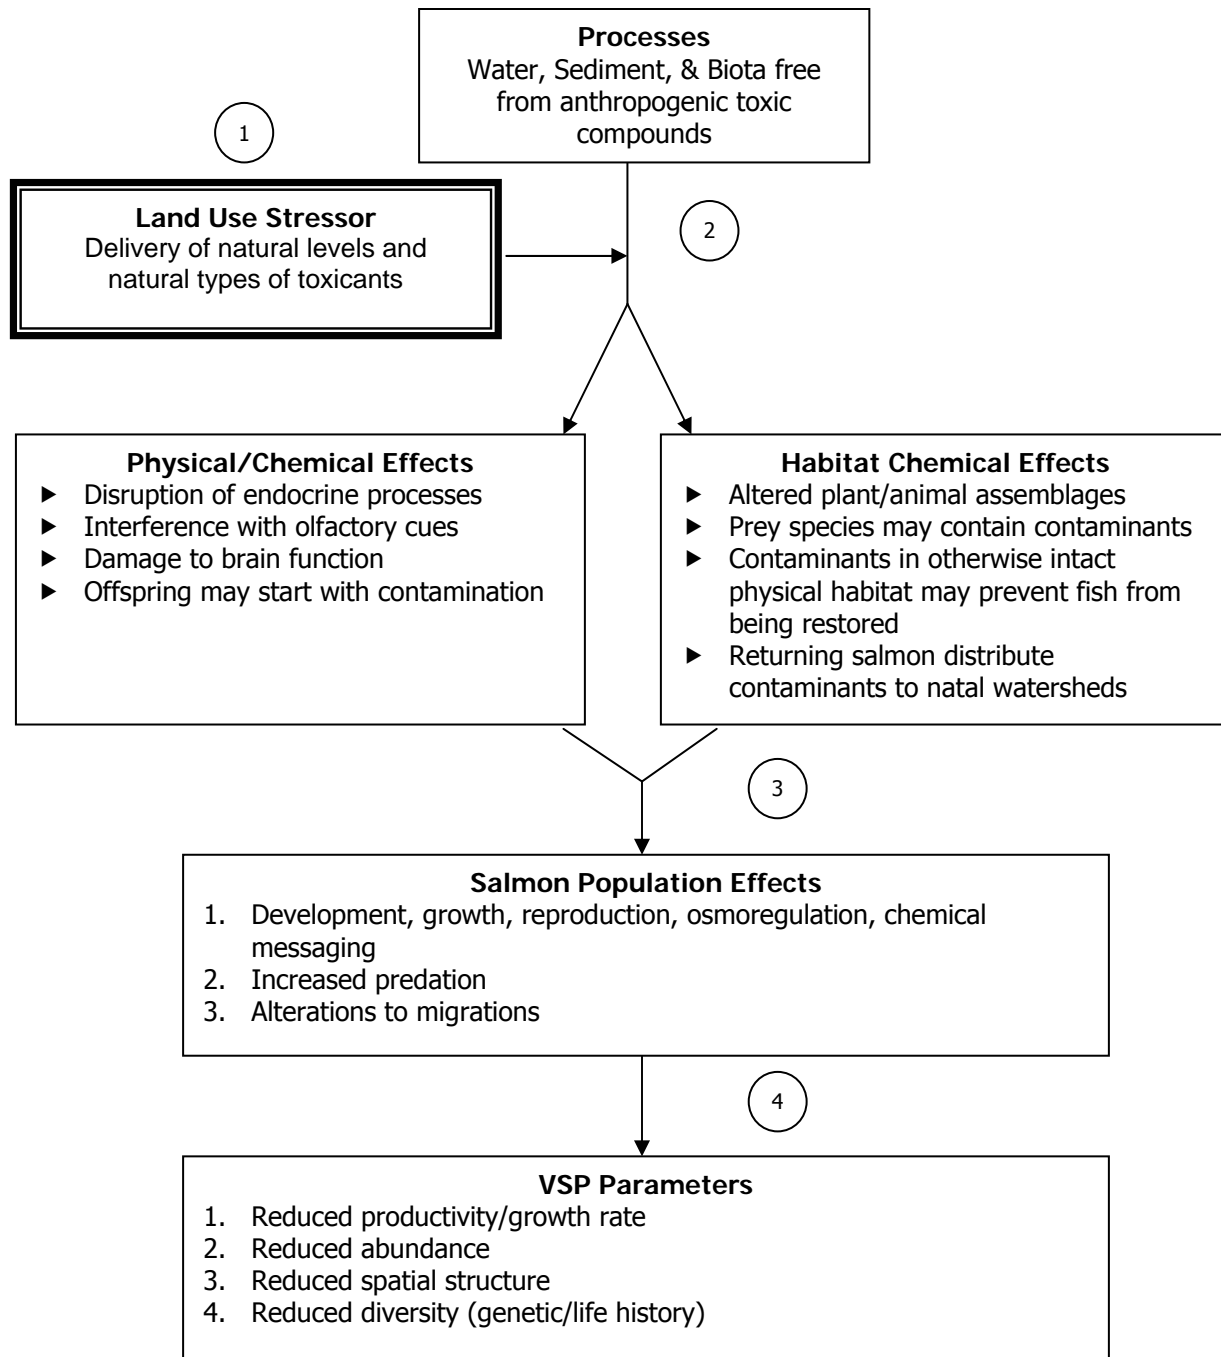 Processes
Water, Sediment, & Biota free
from anthropogenic toxic
compounds
1
Land Use Stressor
Delivery of natural levels and
natural types of toxicants
2
Physical/Chemical Effects
► Disruption of endocrine processes
► Interference with olfactory cues
► Damage to brain function
► Offspring may start with contamination
Habitat Chemical Effects
► Altered plant/animal assemblages
► Prey species may contain contaminants
► Contaminants in otherwise intact
physical habitat may prevent fish from
being restored
► Returning salmon distribute
contaminants to natal watersheds
3
Salmon Population Effects
1. Development, growth, reproduction, osmoregulation, chemical
messaging
2. Increased predation
3. Alterations to migrations
4
VSP Parameters
1. Reduced productivity/growth rate
2. Reduced abundance
3. Reduced spatial structure
4. Reduced diversity (genetic/life history)